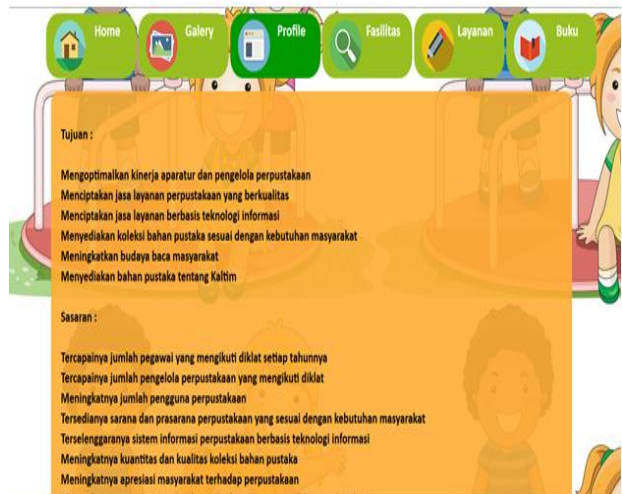 Home
Galery
Profile
Fasilitas
Layanan
Buku
Tujuan :
Mengoptimalkan kinerja aparatur dan pengelola perpustakaan
Menciptakan jasa layanan perpustakaan yang berkualitas
Menciptakan jasa layanan berbasis teknologi informasi
Menyediakan koleksi bahan pustaka sesuai dengan kebutuhan masyarakat
Meningkatkan budaya baca masyarakat
Menyediakan bahan pustaka tentang Kaltim
Sasaran :
Tercapainya jumlah pegawai yang mengikuti diklat setiap tahunnya
Tercapainya jumlah pengelola perpustakaan yang mengikuti diklat
Meningkatnya jumlah pengguna perpustakaan
Tersedianya sarana dan prasarana perpustakaan yang sesuai dengan kebutuhan masyarakat
Terselenggaranya sistem informasi perpustakaan berbasis teknologi informasi
Meningkatnya kuantitas dan kualitas koleksi bahan pustaka
Meningkatnya apresiasi masyarakat terhadap perpustakaan